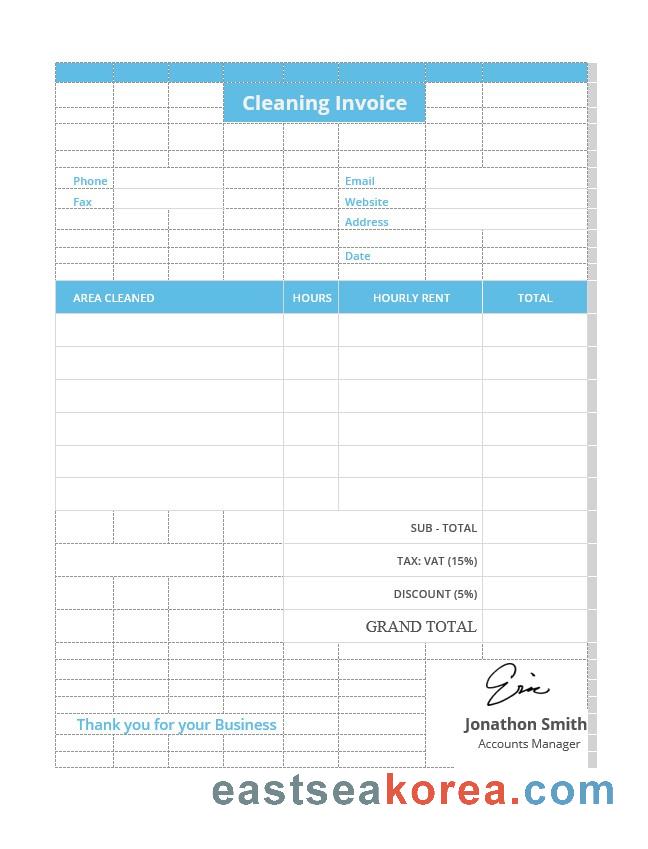 Cleaning Invoice
Phone Email
Fax Website
Address
Date
AREA CLEANED HOURS HOURLY RENT TOTAL
SUB - TOTAL
TAX: VAT (15%)
DISCOUNT (5%)
GRAND TOTAL
Eric
Thank you for your Business Jonathon Smith
Accounts Manager
eastseakorea.com